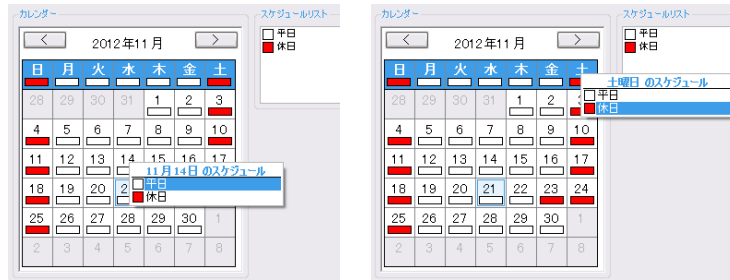 カレンダー
スケジュールリスト
< 2012年11月 >
平日
休日
日 月 火 水 木 金 土
28 29 30 31 1 2 3
4 5 6 7 8 9 10
11 12 13 14 15 16 17
11月14日 のスケジュール
平日
休日
18 19 20 2
25 26 27 28 29 30 1
2 3 4 5 6 7 8
カレンダー
スケジュールリスト
< 2012年11月 >
平日
休日
日 月 火 水 木 金 土
土曜日 のスケジュール
平日
休日
28 29 30 31 1 2 3
4 5 6 7 8 9 10
11 12 13 14 15 16 17
18 19 20 21 22 23 24
25 26 27 28 29 30 1
2 3 4 5 6 7 8